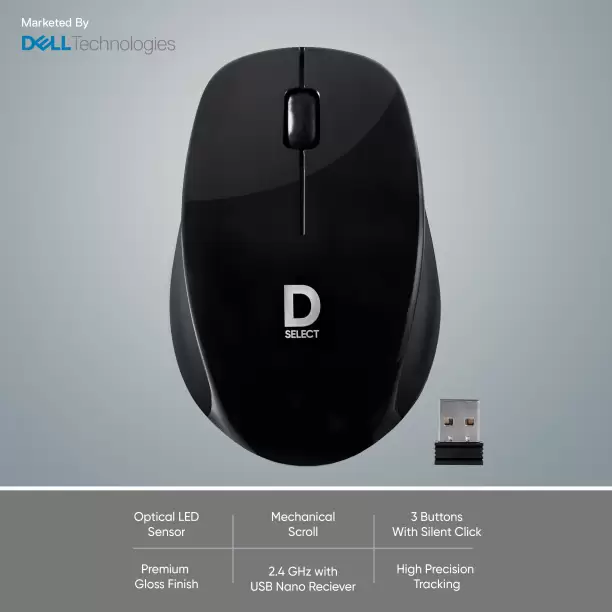 Marketed By
DELLTechnologies
D
SELECT
Optical LED
Sensor
Mechanical
Scroll
3 Buttons
With Silent Click
Premium
Gloss Finish
2.4 GHz with
USB Nano Reciever
High Precision
Tracking